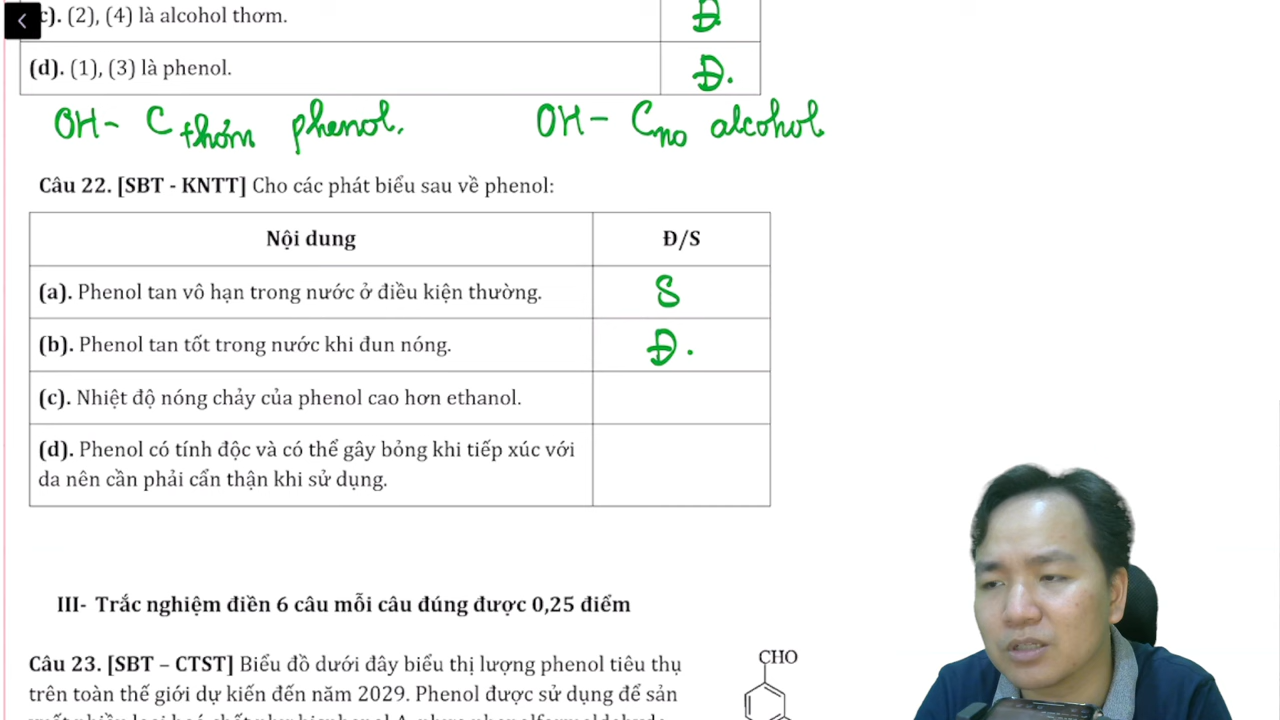 c). (2), (4) là alcohol thơm.
Đ
(d). (1), (3) là phenol.
Đ.
OH- C thơm phenol.
OH- C no alcohol
Câu 22. [SBT - KNTT] Cho các phát biểu sau về phenol:
Nội dung
Đ/S
(a). Phenol tan vô hạn trong nước ở điều kiện thường.
S
(b). Phenol tan tốt trong nước khi đun nóng.
Đ.
(c). Nhiệt độ nóng chảy của phenol cao hơn ethanol.
(d). Phenol có tính độc và có thể gây bỏng khi tiếp xúc với
da nên cần phải cẩn thận khi sử dụng.
III- Trắc nghiệm điền 6 câu mỗi câu đúng được 0,25 điểm
Câu 23. [SBT – CTST] Biểu đồ dưới đây biểu thị lượng phenol tiêu thụ
CHO
trên toàn thế giới dự kiến đến năm 2029. Phenol được sử dụng để sản